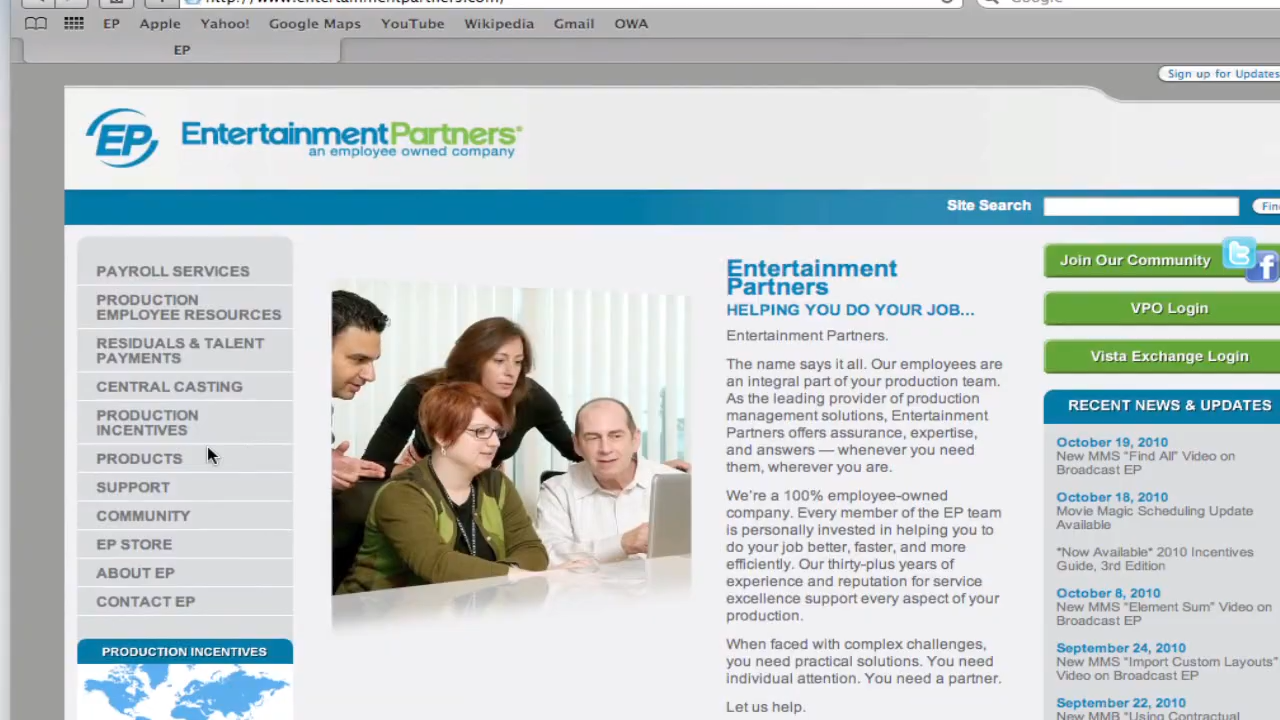 http://www.entertainmentpartners.com/
Google
EP Apple Yahoo! Google Maps YouTube Wikipedia Gmail OWA
EP
Sign up for Updates
EP EntertainmentPartners®
an employee owned company
Site Search
Fin
PAYROLL SERVICES
PRODUCTION
EMPLOYEE RESOURCES
RESIDUALS & TALENT
PAYMENTS
CENTRAL CASTING
PRODUCTION
INCENTIVES
PRODUCTS
SUPPORT
COMMUNITY
EP STORE
ABOUT EP
CONTACT EP
PRODUCTION INCENTIVES
Entertainment
Partners
HELPING YOU DO YOUR JOB...
Entertainment Partners.
The name says it all. Our employees are
an integral part of your production team.
As the leading provider of production
management solutions, Entertainment
Partners offers assurance, expertise,
and answers — whenever you need
them, wherever you are.
We're a 100% employee-owned
company. Every member of the EP team
is personally invested in helping you to
do your job better, faster, and more
efficiently. Our thirty-plus years of
experience and reputation for service
excellence support every aspect of your
production.
When faced with complex challenges,
you need practical solutions. You need
individual attention. You need a partner.
Let us help.
Join Our Community
VPO Login
Vista Exchange Login
RECENT NEWS & UPDATES
October 19, 2010
New MMS "Find All" Video on
Broadcast EP
October 18, 2010
Movie Magic Scheduling Update
Available
*Now Available* 2010 Incentives
Guide, 3rd Edition
October 8, 2010
New MMS "Element Sum" Video on
Broadcast EP
September 24, 2010
New MMS "Import Custom Layouts"
Video on Broadcast EP
September 22, 2010
New MMB "Using Contractual